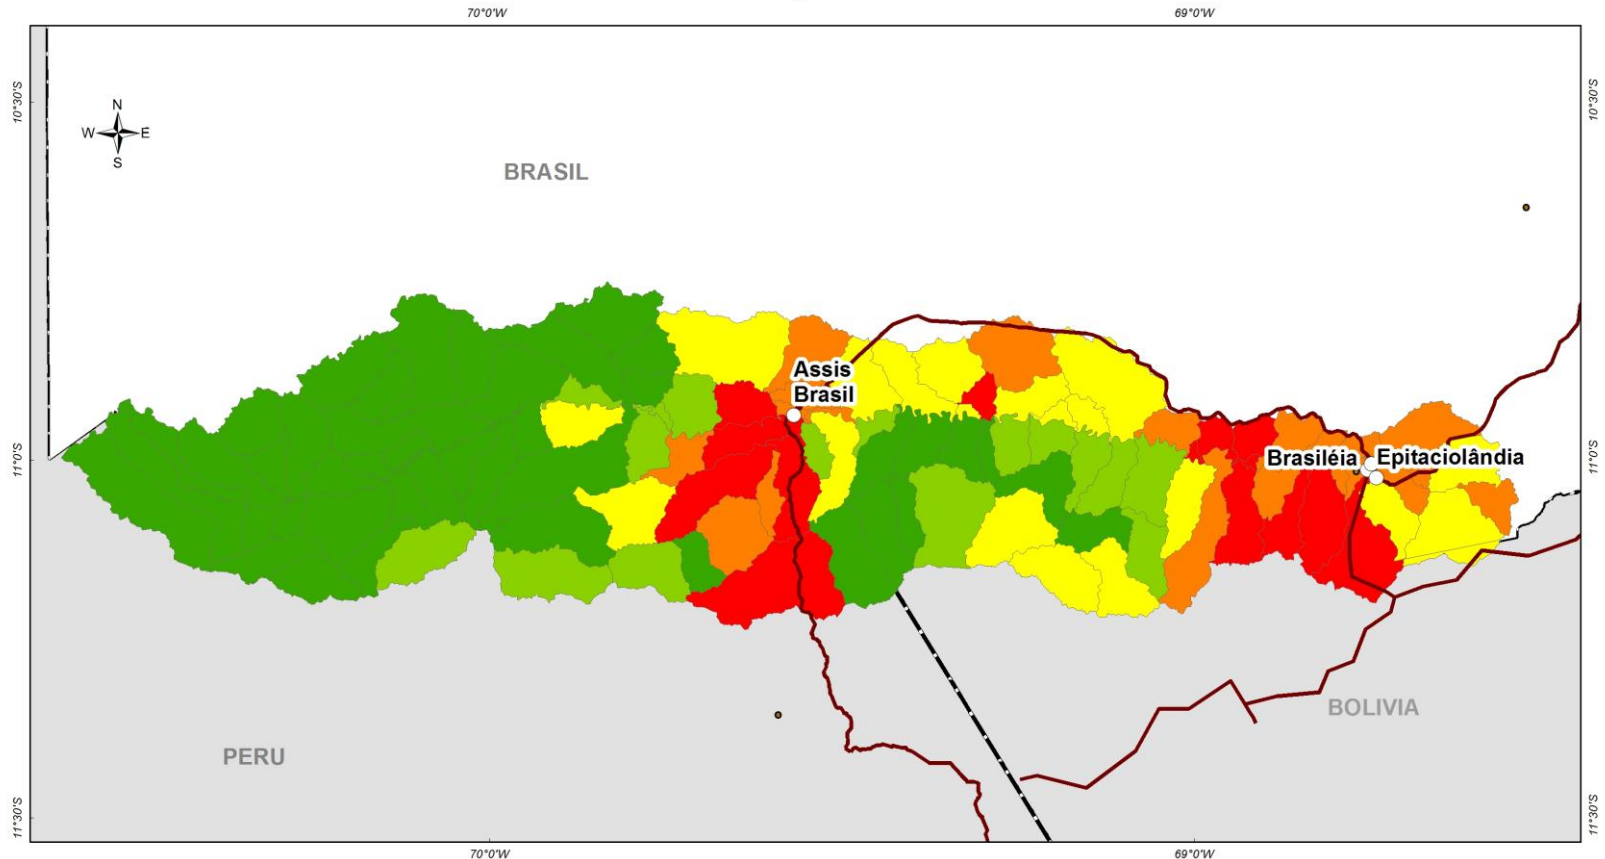 70°0'W 69°0'W
10°30'S 10°30'S
N
W E
S
BRASIL
Assis
Brasil
11°0'S 11°0'S
Brasiléia Epitaciolândia
BOLIVIA
PERU
11°30'S 11°30'S
70°0'W 69°0'W